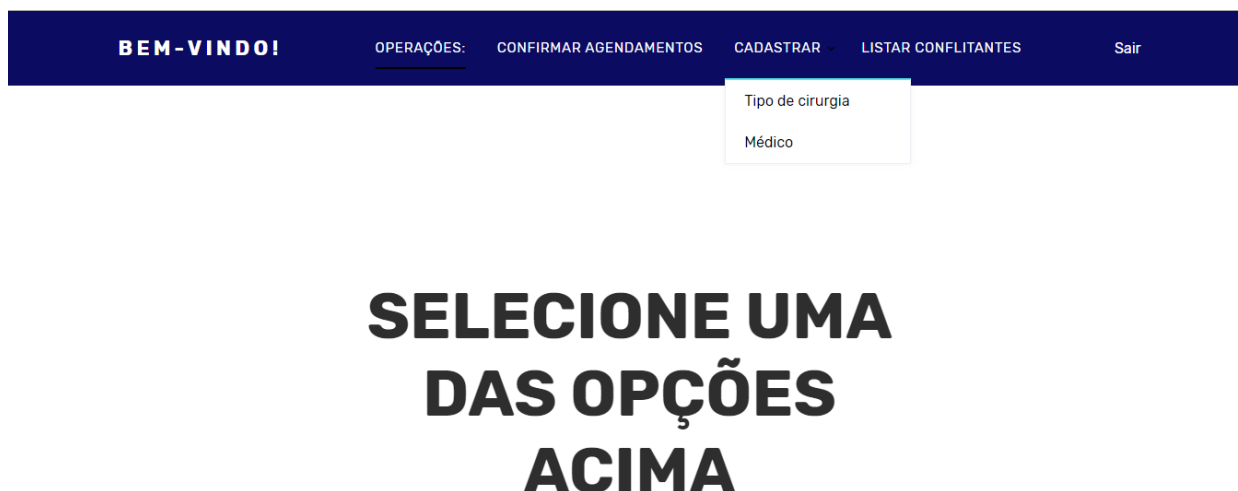 BEM-VINDO!
OPERAÇÕES:
CONFIRMAR AGENDAMENTOS
CADASTRAR
LISTAR CONFLITANTES
Sair
Tipo de cirurgia
Médico
SELECIONE UMA
DAS OPÇÕES
ACIMA